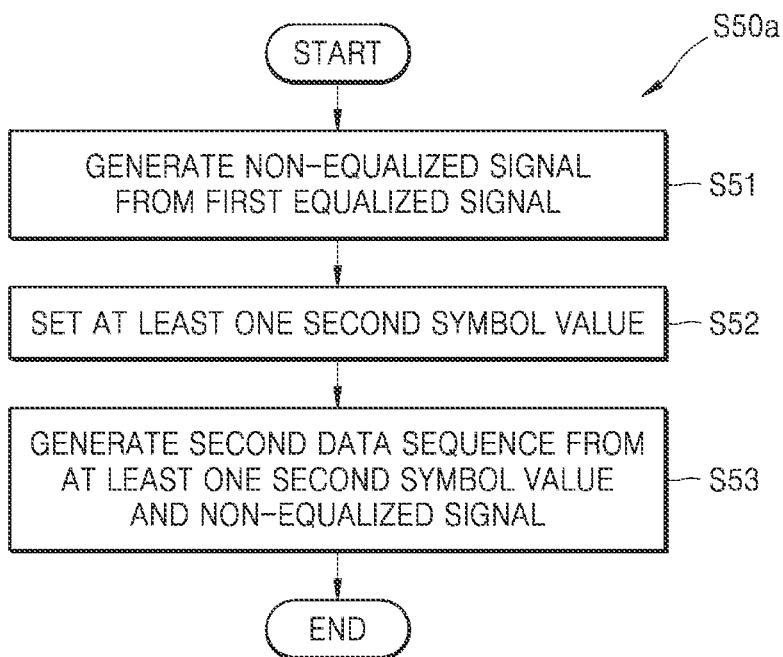 S50a
START
GENERATE NON-EQUALIZED SIGNAL
FROM FIRST EQUALIZED SIGNAL
S51
SET AT LEAST ONE SECOND SYMBOL VALUE
S52
GENERATE SECOND DATA SEQUENCE FROM
AT LEAST ONE SECOND SYMBOL VALUE
AND NON-EQUALIZED SIGNAL
S53
END